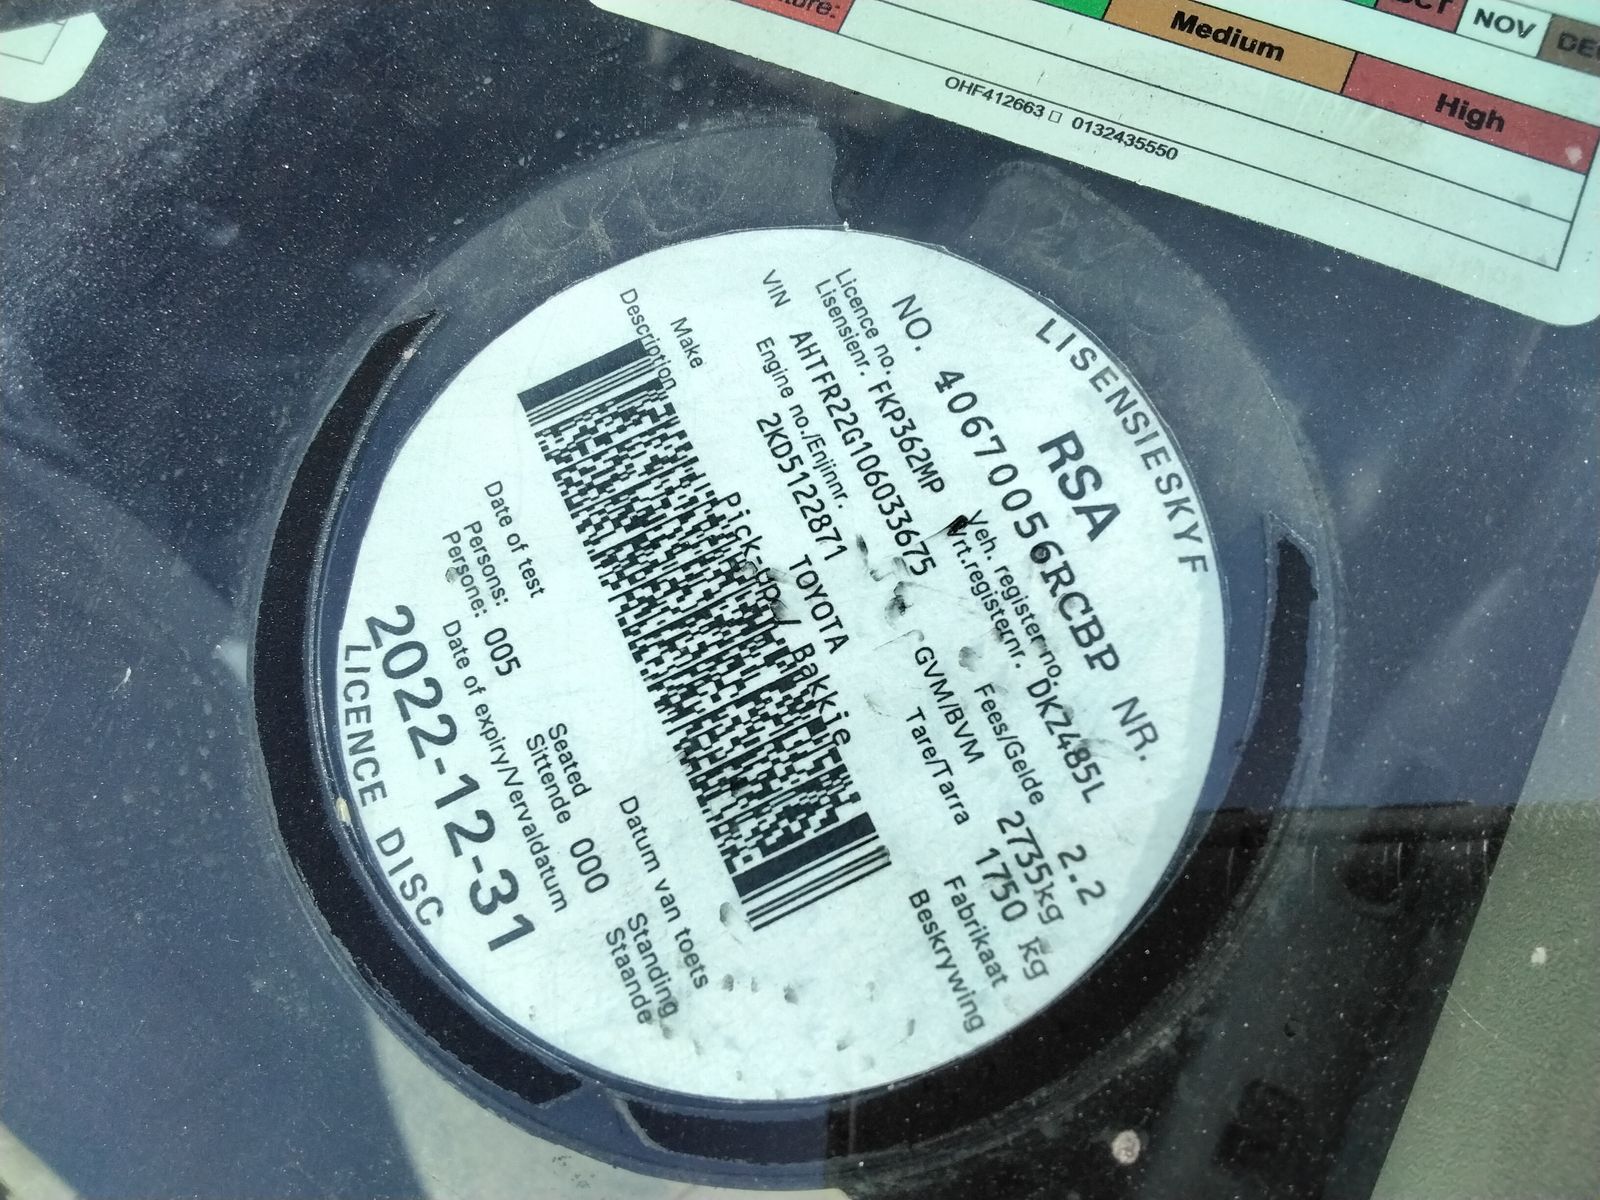 CT NOV DE
Medium
High
OHF412663 □ 0132435550
LISENSIESKYF
RSA
NO. 40670056RCBP NR.
Licence no. Veh. register no.
Lisensienr. FKP362MP Vrt.registernr. DKZ485L
VIN AHTFR22G106033675 Fees/Gelde 2.2
Engine no./Enjinnr. GVM/BVM 2735kg
2KD5122871 Tare/Tarra 1750 kg
Make TOYOTA Fabrikaat
Description Pick-up/ Bakkie Beskrywing
Date of test Datum van toets
Persons: Seated Standing
Persone: 005 Sittende 000 Staande
Date of expiry/Vervaldatum
2022-12-31
LICENCE DISC